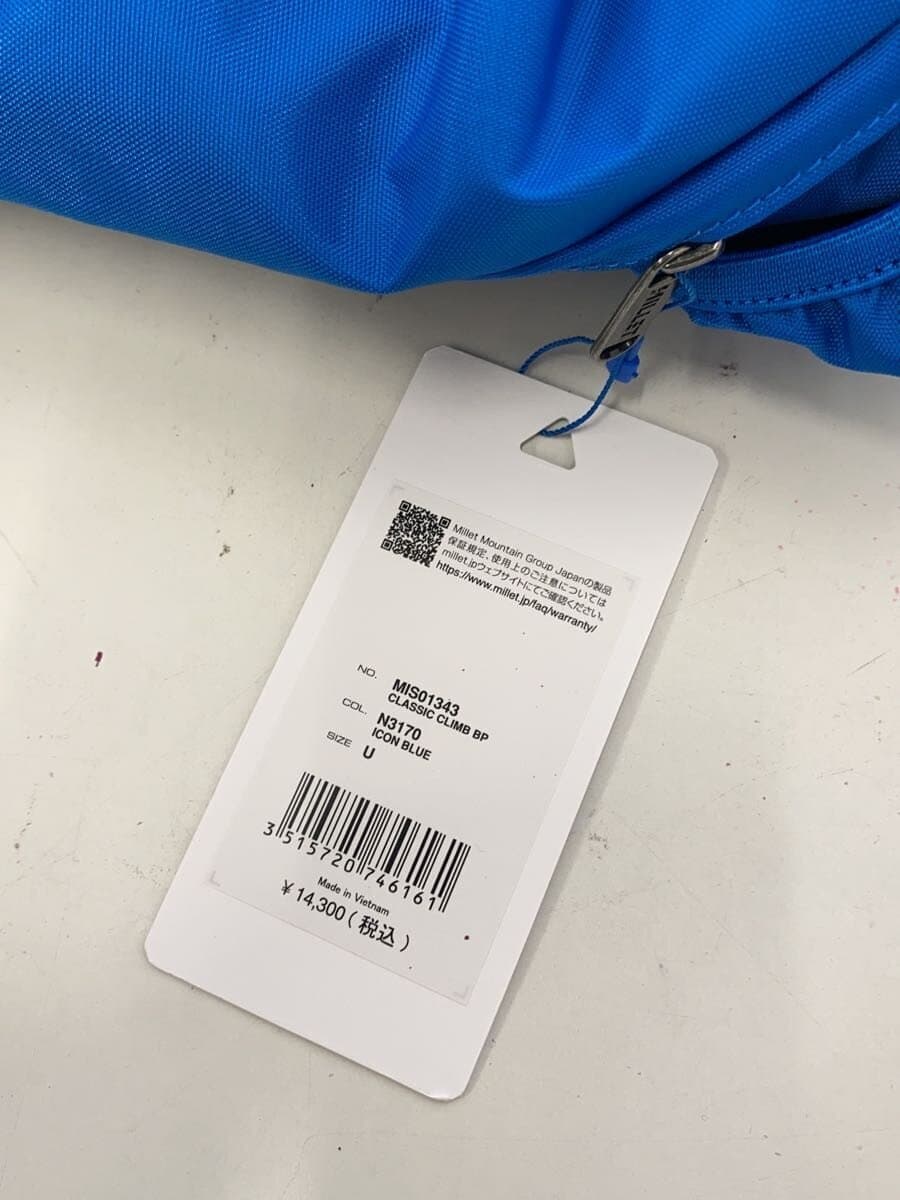 MILLET
Millet Mountain Group Japanの製品
保証規定、使用上のご注意については
millet.jpウェブサイトにてご確認ください。
https://www.millet.jp/faq/warranty/
NO. MIS01343
CLASSIC CLIMB BP
COL. N3170
ICON BLUE
SIZE U
3 515720 746161
Made in Vietnam
¥14,300(税込)